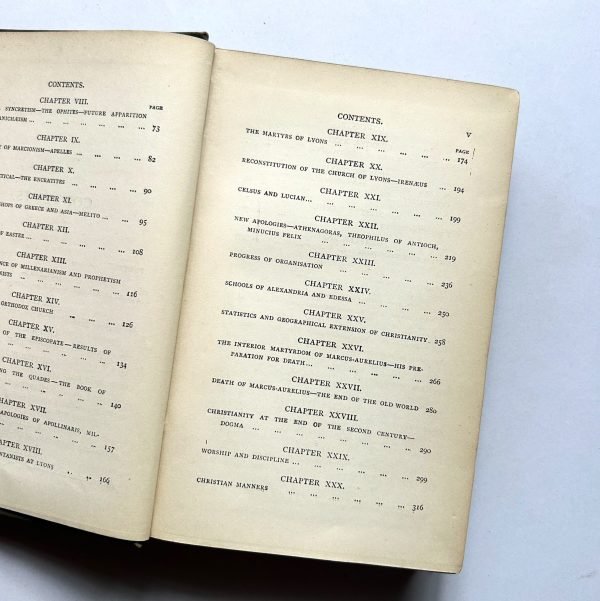 CONTENTS.
CHAPTER VIII.
PAGE
SYNCRETISM—THE OPHITES—FUTURE APPARITION
ANICHÆISM ... ... ... ... ... ... 73
CHAPTER IX.
OF MARCIONISM—APELLES ... ... ... ... 82
CHAPTER X.
TICAL—THE ENCRATITES ... ... ... ... 90
CHAPTER XI.
SHOPS OF GREECE AND ASIA—MELITO ... ... 95
CHAPTER XII.
OF EASTER ... ... ... ... ... ... 108
CHAPTER XIII.
NCE OF MILLENARIANISM AND PROPHETISM
ISTS ... ... ... ... ... ... 116
CHAPTER XIV.
ORTHODOX CHURCH ... ... ... 126
CHAPTER XV.
OF THE EPISCOPATE—RESULTS OF
... ... ... ... ... ... 134
CHAPTER XVI.
NG THE QUADES—THE BOOK OF
... ... ... ... ... ... 140
CHAPTER XVII.
APOLOGIES OF APOLLINARIS, MIL-
... ... ... ... ... ... 157
CHAPTER XVIII.
NTANISTS AT LYONS ... ... 166
CONTENTS. V
CHAPTER XIX.
PAGE
THE MARTYRS OF LYONS ... ... ... ... ... 174
CHAPTER XX.
RECONSTITUTION OF THE CHURCH OF LYONS—IRENÆUS ... 194
CHAPTER XXI.
CELSUS AND LUCIAN... ... ... ... ... ... 199
CHAPTER XXII.
NEW APOLOGIES—ATHENAGORAS, THEOPHILUS OF ANTIOCH,
MINUCIUS FELIX ... ... ... ... ... 219
CHAPTER XXIII.
PROGRESS OF ORGANISATION ... ... ... ... ... 236
CHAPTER XXIV.
SCHOOLS OF ALEXANDRIA AND EDESSA ... ... ... ... 250
CHAPTER XXV.
STATISTICS AND GEOGRAPHICAL EXTENSION OF CHRISTIANITY 258
CHAPTER XXVI.
THE INTERIOR MARTYRDOM OF MARCUS-AURELIUS—HIS PRE-
PARATION FOR DEATH... ... ... ... ... ... 266
CHAPTER XXVII.
DEATH OF MARCUS-AURELIUS—THE END OF THE OLD WORLD 280
CHAPTER XXVIII.
CHRISTIANITY AT THE END OF THE SECOND CENTURY—
DOGMA ... ... ... ... ... ... ... 290
CHAPTER XXIX.
WORSHIP AND DISCIPLINE ... ... ... ... ... 299
CHAPTER XXX.
CHRISTIAN MANNERS ... ... ... ... ... ... 316